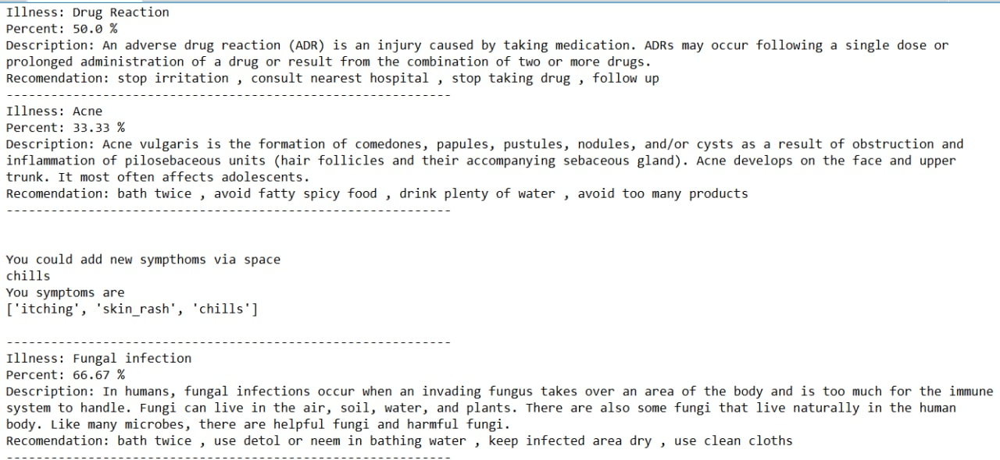 Illness: Drug Reaction
Percent: 50.0 %
Description: An adverse drug reaction (ADR) is an injury caused by taking medication. ADRs may occur following a single dose or
prolonged administration of a drug or result from the combination of two or more drugs.
Recomendation: stop irritation , consult nearest hospital , stop taking drug , follow up
------------------------------------------------------------
Illness: Acne
Percent: 33.33 %
Description: Acne vulgaris is the formation of comedones, papules, pustules, nodules, and/or cysts as a result of obstruction and
inflammation of pilosebaceous units (hair follicles and their accompanying sebaceous gland). Acne develops on the face and upper
trunk. It most often affects adolescents.
Recomendation: bath twice , avoid fatty spicy food , drink plenty of water , avoid too many products
------------------------------------------------------------
You could add new sympthoms via space
chills
You symptoms are
['itching', 'skin_rash', 'chills']
------------------------------------------------------------
Illness: Fungal infection
Percent: 66.67 %
Description: In humans, fungal infections occur when an invading fungus takes over an area of the body and is too much for the immune
system to handle. Fungi can live in the air, soil, water, and plants. There are also some fungi that live naturally in the human
body. Like many microbes, there are helpful fungi and harmful fungi.
Recomendation: bath twice , use detol or neem in bathing water , keep infected area dry , use clean cloths
------------------------------------------------------------